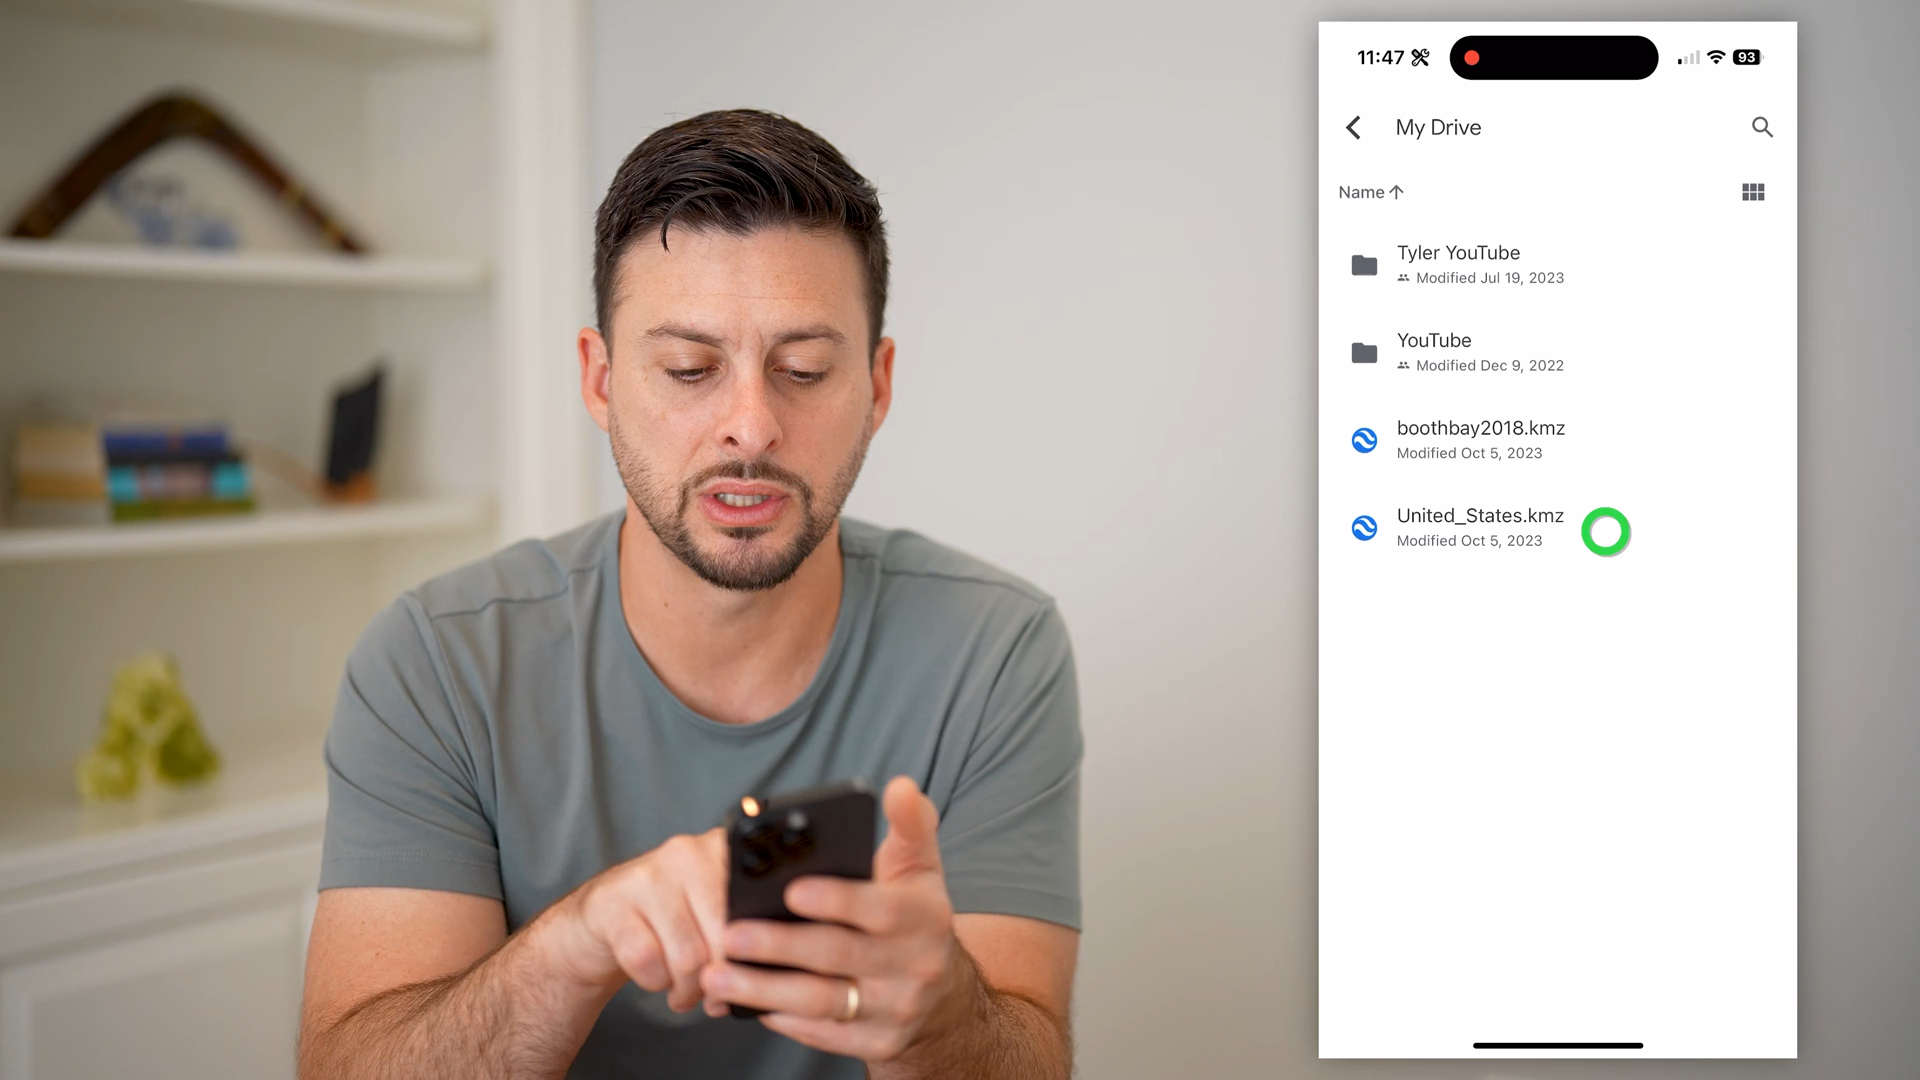 11:47
93
My Drive
Name
Tyler YouTube
Modified Jul 19, 2023
YouTube
Modified Dec 9, 2022
boothbay2018.kmz
Modified Oct 5, 2023
United_States.kmz
Modified Oct 5, 2023